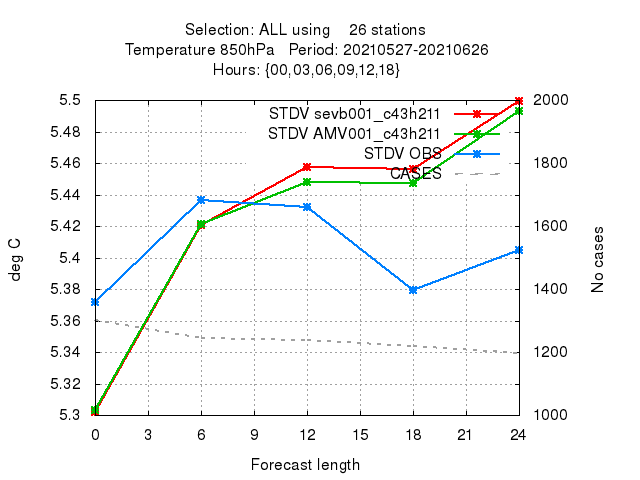 Selection: ALL using 26 stations
Temperature 850hPa Period: 20210527-20210626
Hours: {00,03,06,09,12,18}
STDV sevb001_c43h211
STDV AMV001_c43h211
STDV OBS
CASES
5.5
5.48
5.46
5.44
5.42
5.4
5.38
5.36
5.34
5.32
5.3
deg C
2000
1800
1600
1400
1200
1000
No cases
0 3 6 9 12 15 18 21 24
Forecast length